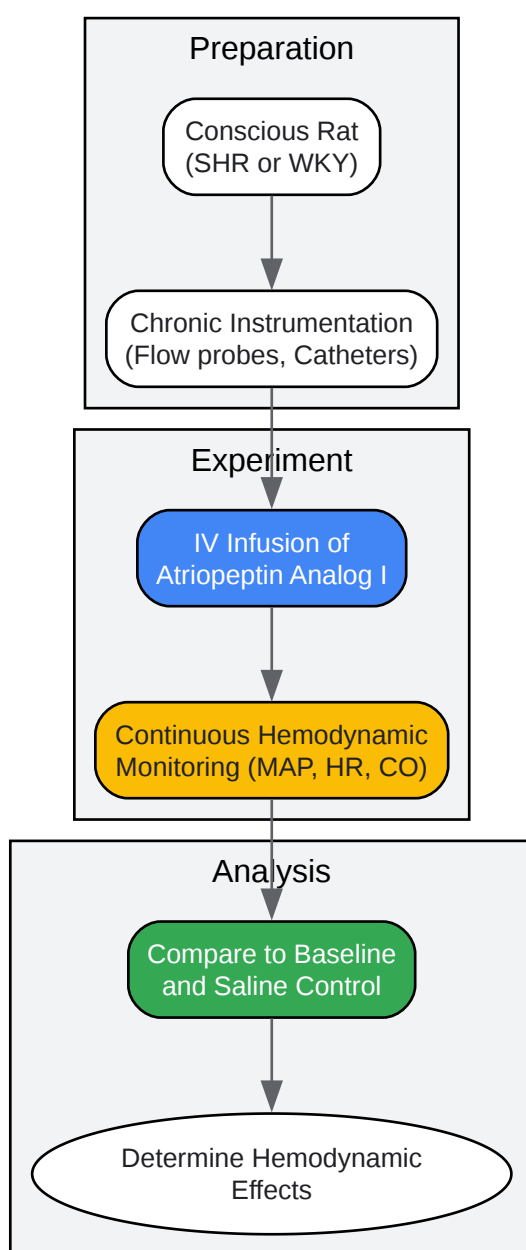 Preparation
Conscious Rat
(SHR or WKY)
Chronic Instrumentation
(Flow probes, Catheters)
Experiment
IV Infusion of
Atriopeptin Analog I
Continuous Hemodynamic
Monitoring (MAP, HR, CO)
Analysis
Compare to Baseline
and Saline Control
Determine Hemodynamic
Effects